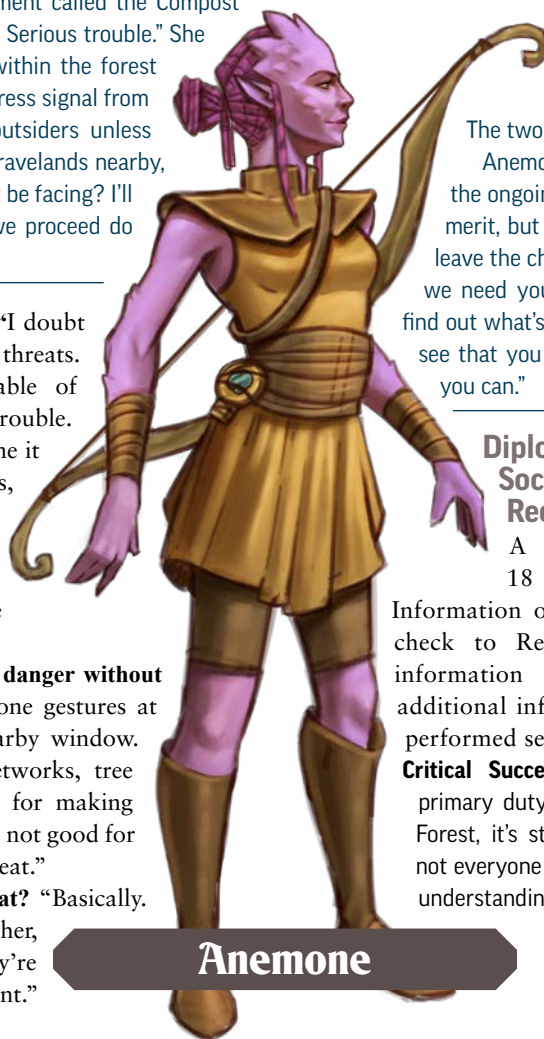 ment called the Compost
Serious trouble.” She
within the forest
ress signal from
outsiders unless
ravelands nearby,
t be facing? I’ll
ve proceed do
“I doubt
threats.
able of
rouble.
ne it
s,
e
danger without
one gestures at
arby window.
etworks, tree
for making
not good for
eat.”
at? “Basically.
her,
y’re
nt.”
The two
Anemo
the ongoin
merit, but
leave the ch
we need you
find out what’s
see that you
you can.”
Diplo
Soc
Rec
A
18
Information o
check to Re
information
additional inf
performed se
Critical Succe
primary duty
Forest, it’s st
not everyone
understandin
Anemone